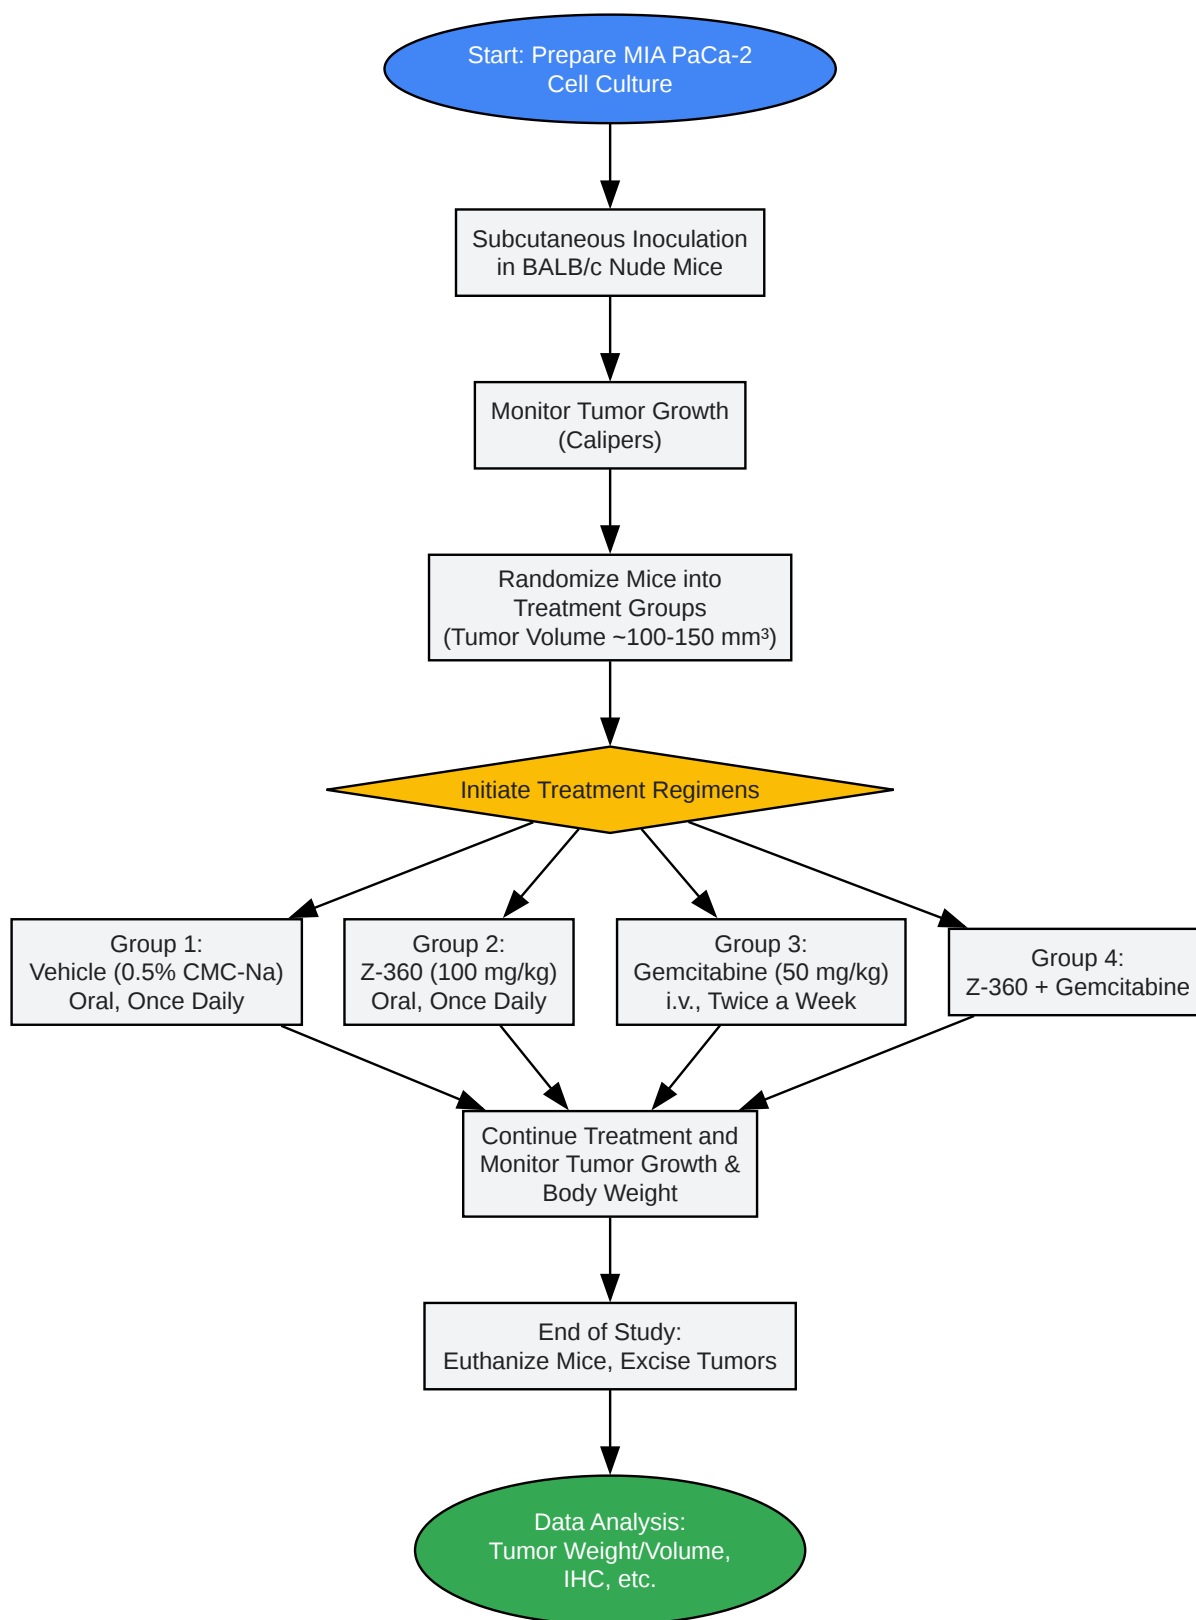 Start: Prepare MIA PaCa-2
Cell Culture
Subcutaneous Inoculation
in BALB/c Nude Mice
Monitor Tumor Growth
(Calipers)
Randomize Mice into
Treatment Groups
(Tumor Volume ~100-150 mm³)
Initiate Treatment Regimens
Group 1:
Vehicle (0.5% CMC-Na)
Oral, Once Daily
Group 2:
Z-360 (100 mg/kg)
Oral, Once Daily
Group 3:
Gemcitabine (50 mg/kg)
i.v., Twice a Week
Group 4:
Z-360 + Gemcitabine
Continue Treatment and
Monitor Tumor Growth &
Body Weight
End of Study:
Euthanize Mice, Excise Tumors
Data Analysis:
Tumor Weight/Volume,
IHC, etc.